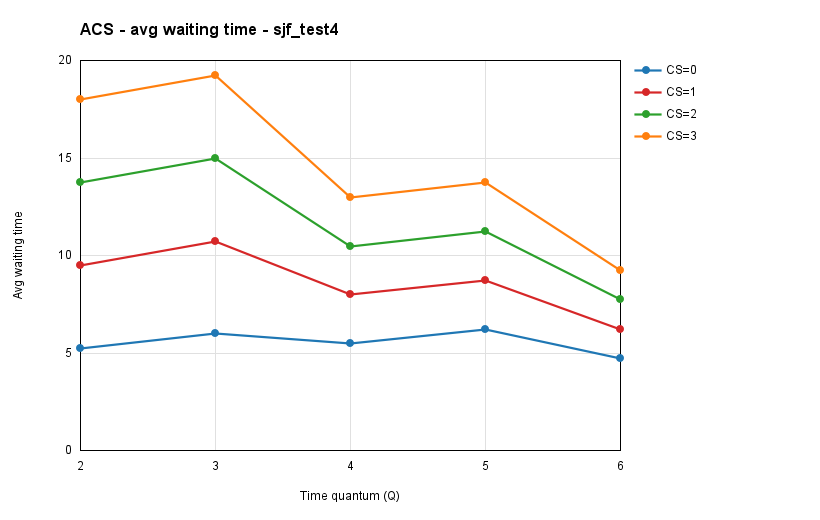 ACS - avg waiting time - sjf_test4
20
15
10
5
0
Avg waiting time
2 3 4 5 6
Time quantum (Q)
CS=0
CS=1
CS=2
CS=3